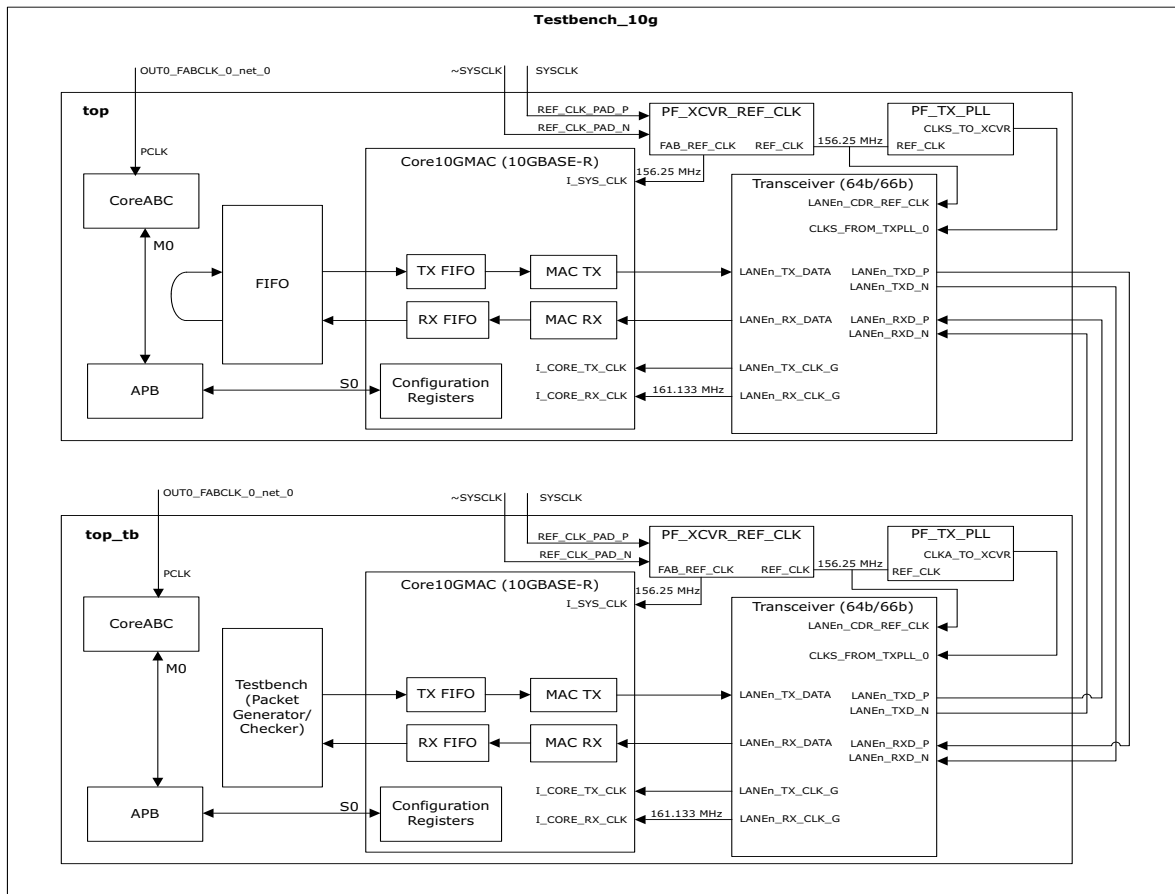 Testbench_10g
OUT0_FABCLK_0_net_0
~SYSCLK
SYSCLK
top
REF_CLK_PAD_P
REF_CLK_PAD_N
PF_XCVR_REF_CLK
FAB_REF_CLK
REF_CLK
156.25 MHz
PF_TX_PLL
CLKS_TO_XCVR
REF_CLK
PCLK
CoreABC
M0
Core10GMAC (10GBASE-R)
I_SYS_CLK
156.25 MHz
Transceiver (64b/66b)
LANEn_CDR_REF_CLK
CLKS_FROM_TXPLL_0
FIFO
TX FIFO
MAC TX
LANEn_TX_DATA
LANEn_TXD_P
LANEn_TXD_N
RX FIFO
MAC RX
LANEn_RX_DATA
LANEn_RXD_P
LANEn_RXD_N
I_CORE_TX_CLK
LANEn_TX_CLK_G
APB
S0
Configuration
Registers
I_CORE_RX_CLK
161.133 MHz
LANEn_RX_CLK_G
OUT0_FABCLK_0_net_0
~SYSCLK
SYSCLK
top_tb
REF_CLK_PAD_P
REF_CLK_PAD_N
PF_XCVR_REF_CLK
FAB_REF_CLK
REF_CLK
156.25 MHz
PF_TX_PLL
CLKA_TO_XCVR
REF_CLK
PCLK
CoreABC
M0
Core10GMAC (10GBASE-R)
I_SYS_CLK
156.25 MHz
Transceiver (64b/66b)
LANEn_CDR_REF_CLK
CLKS_FROM_TXPLL_0
Testbench
(Packet
Generator/
Checker)
TX FIFO
MAC TX
LANEn_TX_DATA
LANEn_TXD_P
LANEn_TXD_N
RX FIFO
MAC RX
LANEn_RX_DATA
LANEn_RXD_P
LANEn_RXD_N
I_CORE_TX_CLK
LANEn_TX_CLK_G
APB
S0
Configuration
Registers
I_CORE_RX_CLK
161.133 MHz
LANEn_RX_CLK_G